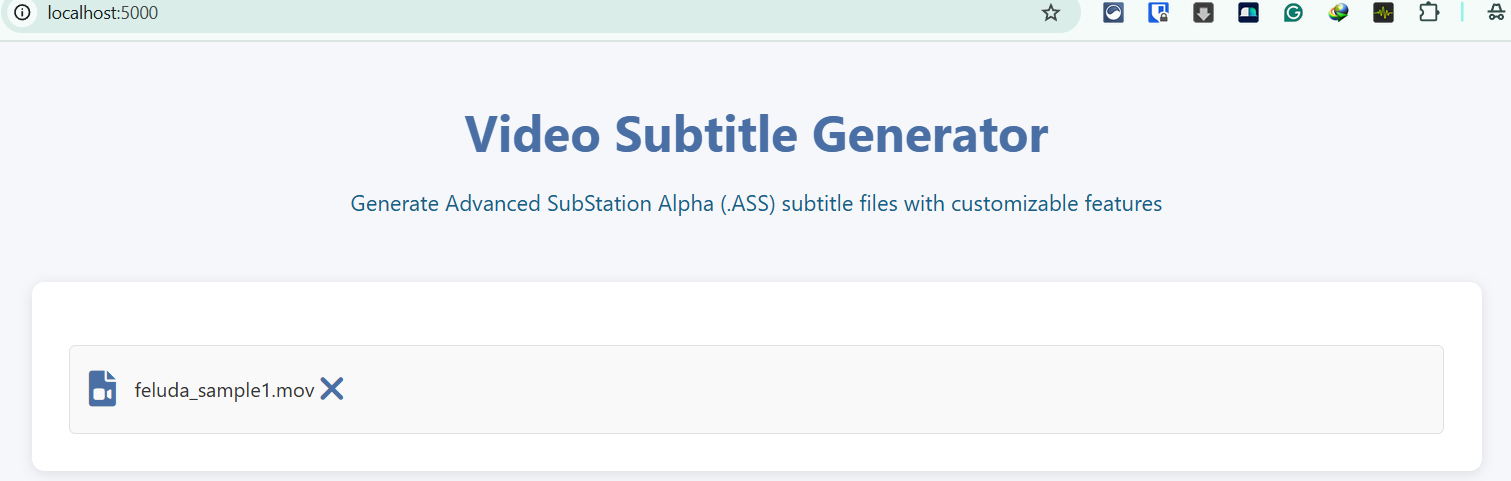 localhost:5000
Video Subtitle Generator
Generate Advanced SubStation Alpha (.ASS) subtitle files with customizable features
feluda_sample1.mov